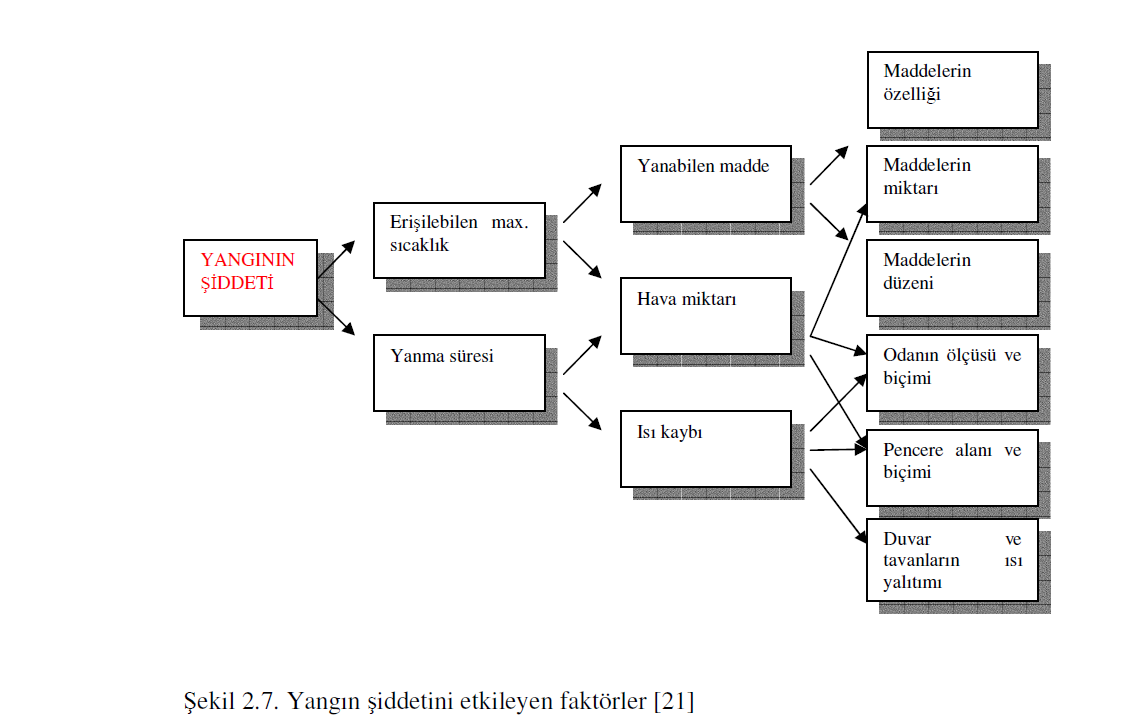 YANGININ
ŞİDDETİ
Erişilebilen max.
sıcaklık
Yanma süresi
Yanabilen madde
Hava miktarı
Isı kaybı
Maddelerin
özelliği
Maddelerin
miktarı
Maddelerin
düzeni
Odanın ölçüsü ve
biçimi
Pencere alanı ve
biçimi
Duvar ve
tavanların ısı
yalıtımı
Şekil 2.7. Yangın şiddetini etkileyen faktörler [21]